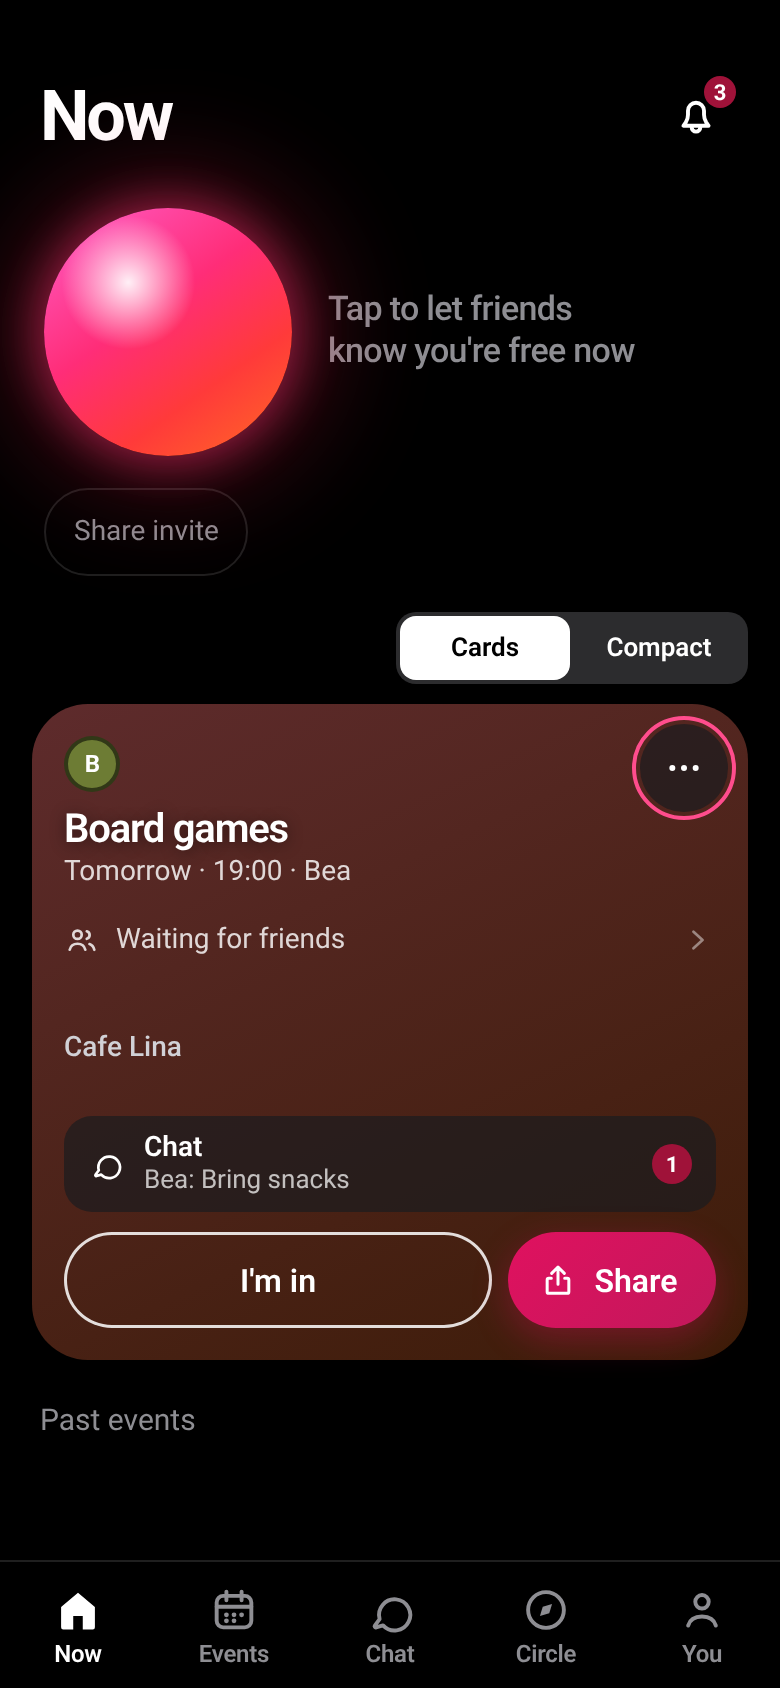 Now
3
Tap to let friends
know you're free now
Share invite
Cards
Compact
B
Board games
Tomorrow · 19:00 · Bea
Waiting for friends
Cafe Lina
Chat
Bea: Bring snacks
1
I'm in
Share
Past events
Now
Events
Chat
Circle
You